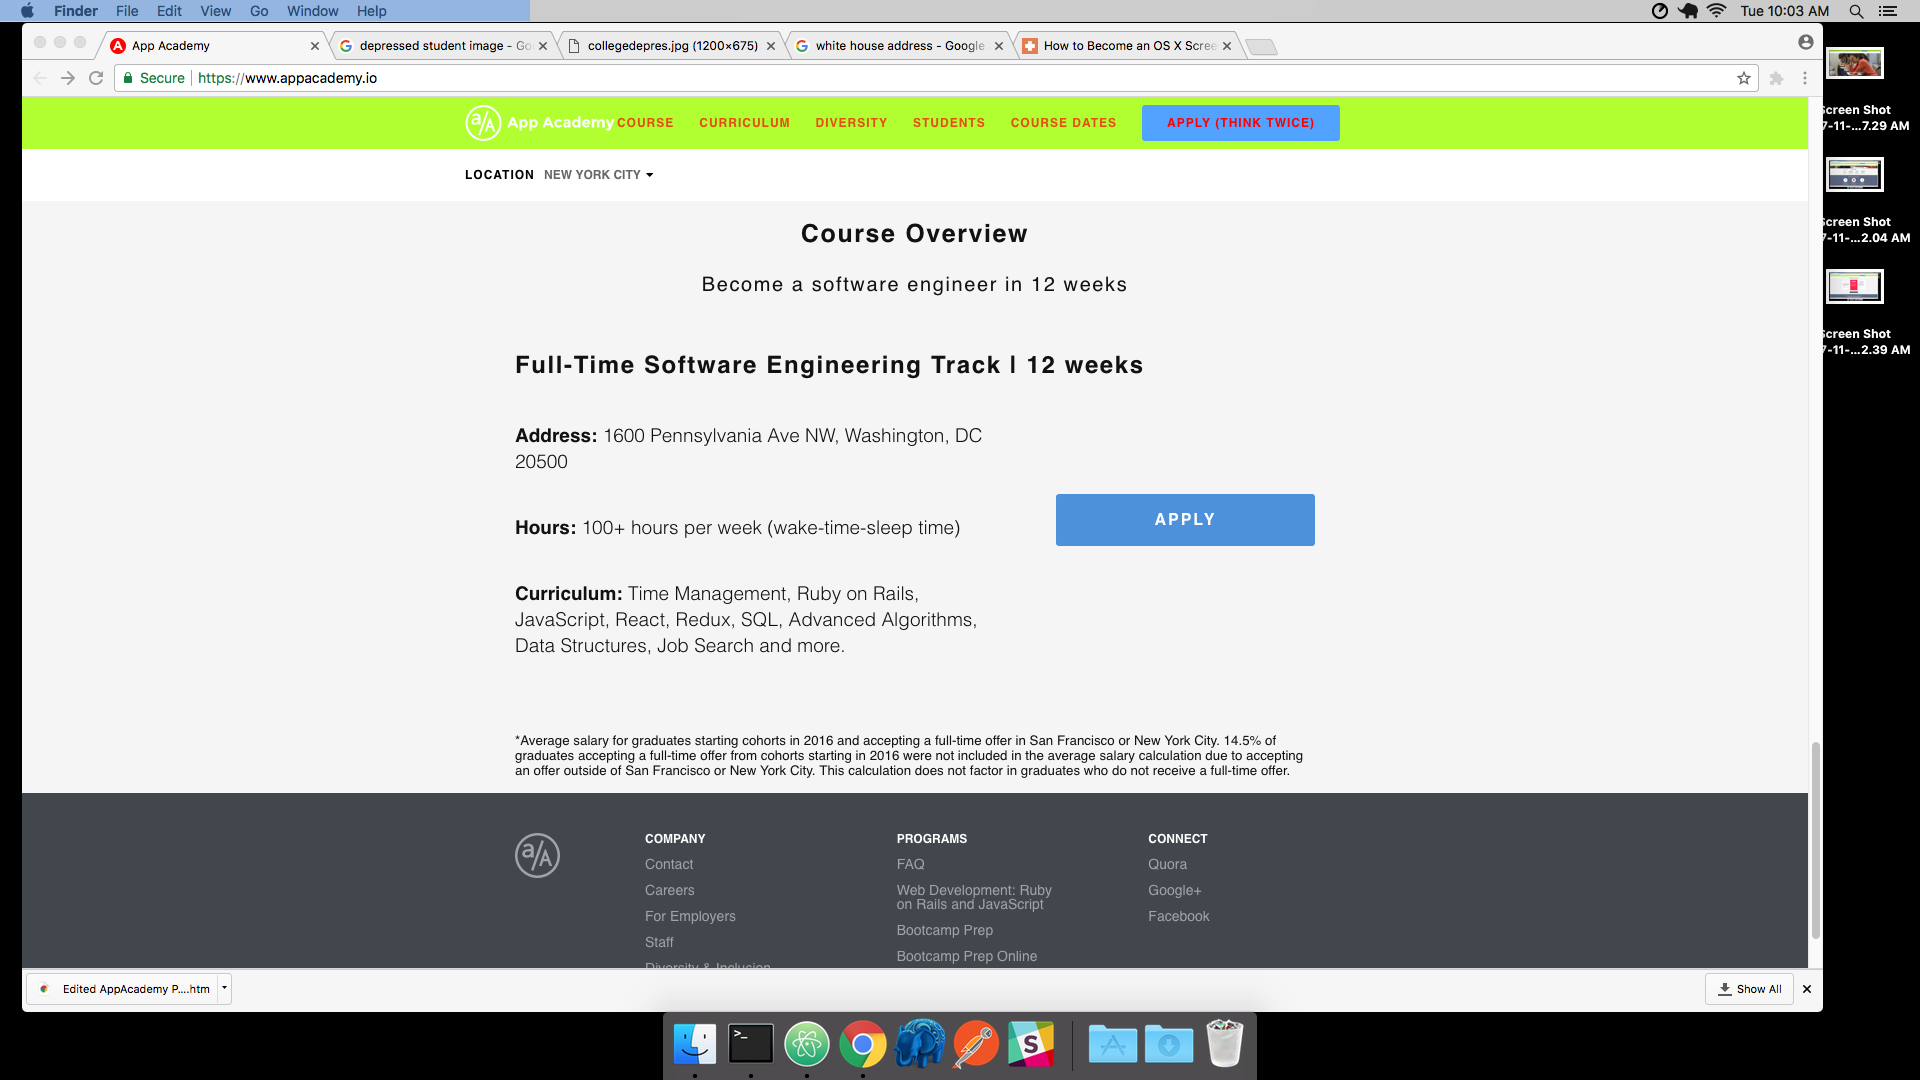 Finder File Edit View Go Window Help Tue 10:03 AM
App Academy depressed student image - Go collegedepres.jpg (1200×675) white house address - Google How to Become an OS X Scre
Secure https://www.appacademy.io
a/A App Academy COURSE CURRICULUM DIVERSITY STUDENTS COURSE DATES APPLY (THINK TWICE)
LOCATION NEW YORK CITY
Course Overview
Become a software engineer in 12 weeks
Full-Time Software Engineering Track | 12 weeks
Address: 1600 Pennsylvania Ave NW, Washington, DC
20500
Hours: 100+ hours per week (wake-time-sleep time)
APPLY
Curriculum: Time Management, Ruby on Rails,
JavaScript, React, Redux, SQL, Advanced Algorithms,
Data Structures, Job Search and more.
*Average salary for graduates starting cohorts in 2016 and accepting a full-time offer in San Francisco or New York City. 14.5% of
graduates accepting a full-time offer from cohorts starting in 2016 were not included in the average salary calculation due to accepting
an offer outside of San Francisco or New York City. This calculation does not factor in graduates who do not receive a full-time offer.
a/A
COMPANY
Contact
Careers
For Employers
Staff
Diversity & Inclusion
PROGRAMS
FAQ
Web Development: Ruby
on Rails and JavaScript
Bootcamp Prep
Bootcamp Prep Online
CONNECT
Quora
Google+
Facebook
Edited AppAcademy P....htm
Show All
Screen Shot
7-11-...7.29 AM
Screen Shot
7-11-...2.04 AM
Screen Shot
7-11-...2.39 AM